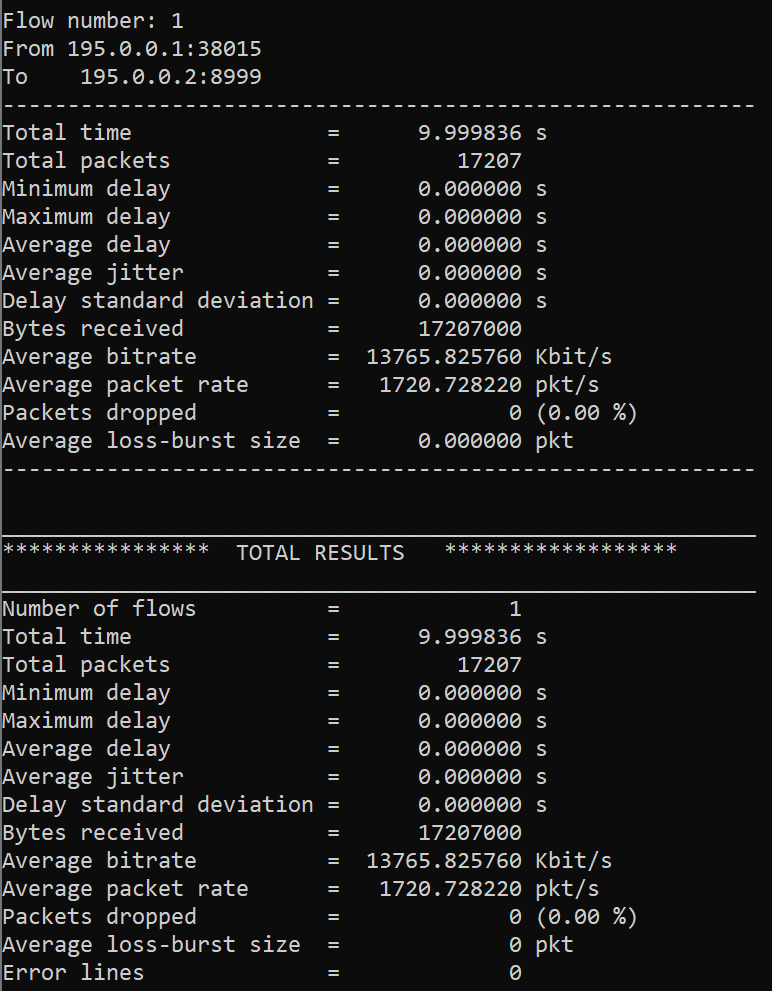 Flow number: 1
From 195.0.0.1:38015
To    195.0.0.2:8999
----------------------------------------------------------
Total time               =      9.999836 s
Total packets            =         17207
Minimum delay            =      0.000000 s
Maximum delay            =      0.000000 s
Average delay            =      0.000000 s
Average jitter           =      0.000000 s
Delay standard deviation =      0.000000 s
Bytes received           =      17207000
Average bitrate          =  13765.825760 Kbit/s
Average packet rate      =   1720.728220 pkt/s
Packets dropped          =             0 (0.00 %)
Average loss-burst size  =      0.000000 pkt
----------------------------------------------------------
__________________________________________________________
****************  TOTAL RESULTS   ******************
__________________________________________________________
Number of flows          =             1
Total time               =      9.999836 s
Total packets            =         17207
Minimum delay            =      0.000000 s
Maximum delay            =      0.000000 s
Average delay            =      0.000000 s
Average jitter           =      0.000000 s
Delay standard deviation =      0.000000 s
Bytes received           =      17207000
Average bitrate          =  13765.825760 Kbit/s
Average packet rate      =   1720.728220 pkt/s
Packets dropped          =             0 (0.00 %)
Average loss-burst size  =             0 pkt
Error lines              =             0